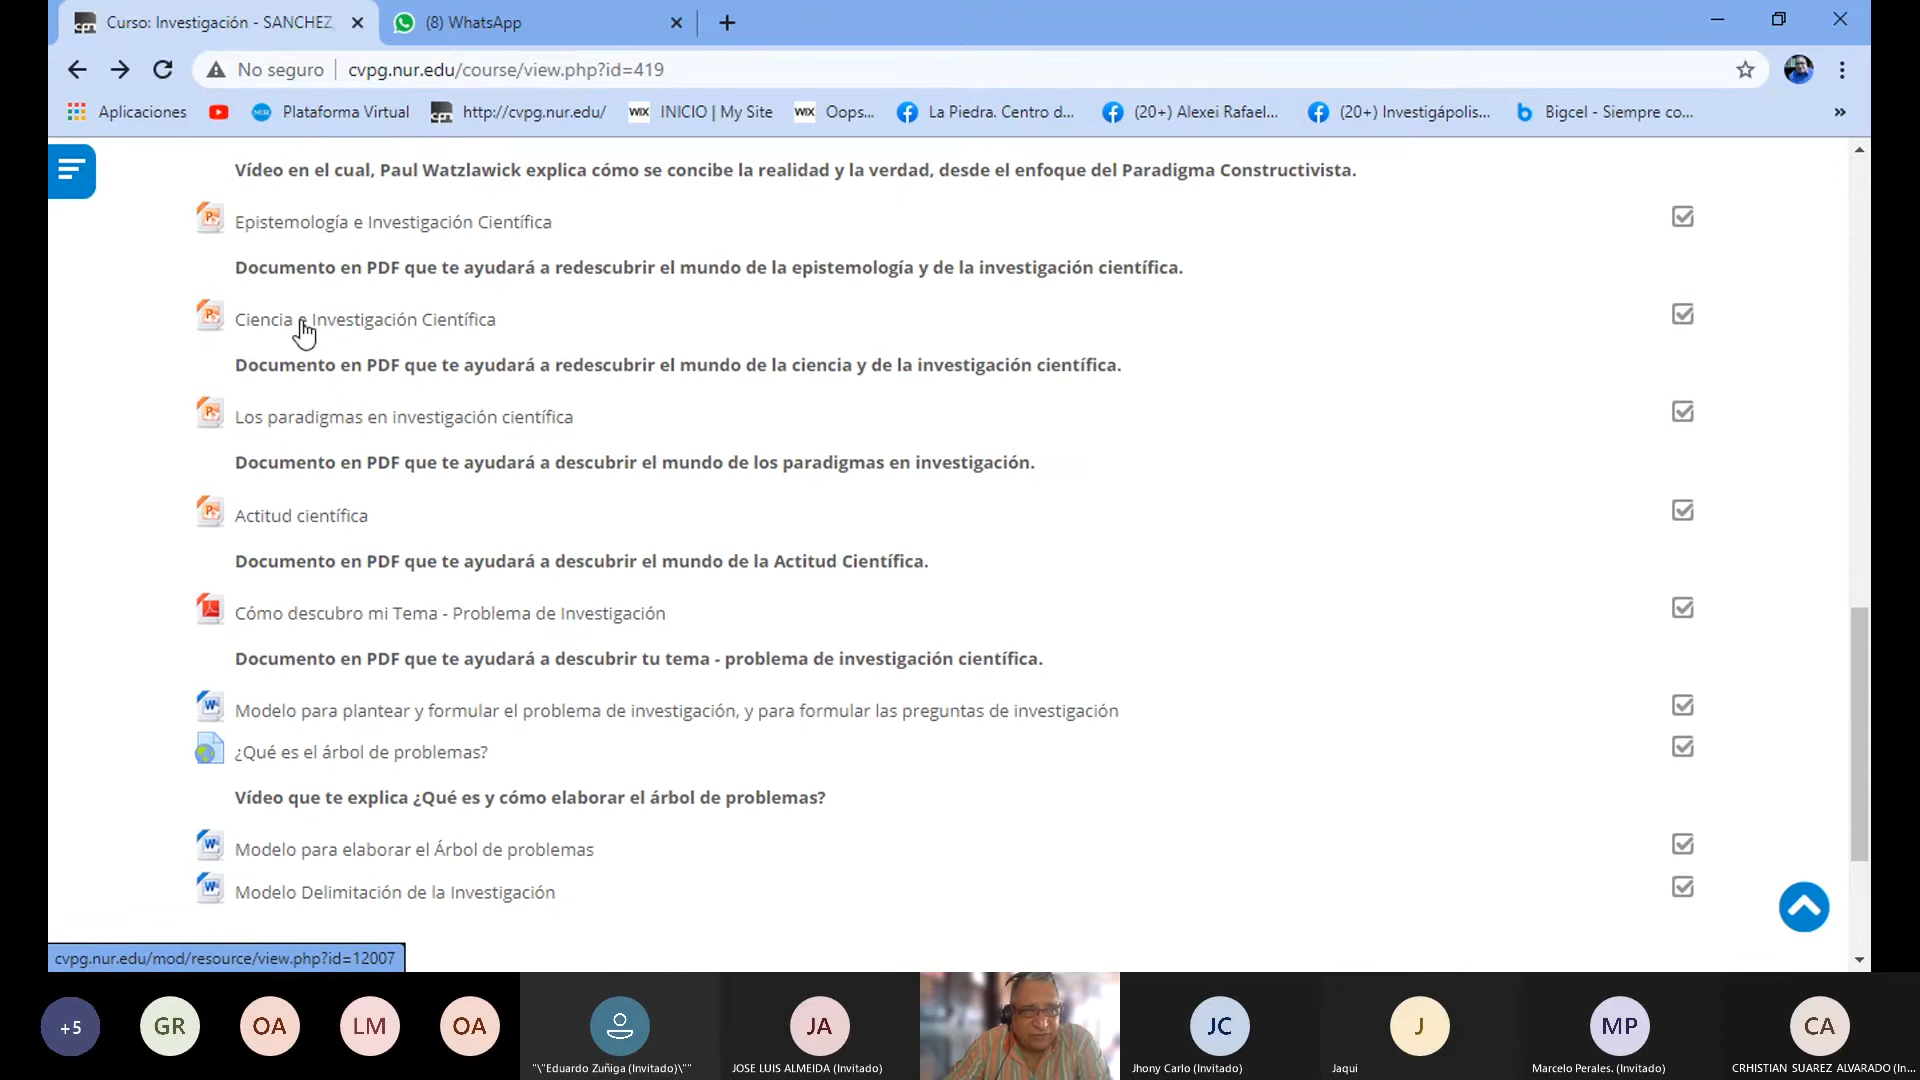 Curso: Investigación - SANCHEZ
(8) WhatsApp
No seguro
cvpg.nur.edu/course/view.php?id=419
Aplicaciones
Plataforma Virtual
http://cvpg.nur.edu/
WiX INICIO | My Site
WiX Oops...
La Piedra. Centro d...
(20+) Alexei Rafael...
(20+) Investigápolis...
Bigcel - Siempre co...
»
Vídeo en el cual, Paul Watzlawick explica cómo se concibe la realidad y la verdad, desde el enfoque del Paradigma Constructivista.
Epistemología e Investigación Científica
Documento en PDF que te ayudará a redescubrir el mundo de la epistemología y de la investigación científica.
Ciencia e Investigación Científica
Documento en PDF que te ayudará a redescubrir el mundo de la ciencia y de la investigación científica.
Los paradigmas en investigación científica
Documento en PDF que te ayudará a descubrir el mundo de los paradigmas en investigación.
Actitud científica
Documento en PDF que te ayudará a descubrir el mundo de la Actitud Científica.
Cómo descubro mi Tema - Problema de Investigación
Documento en PDF que te ayudará a descubrir tu tema - problema de investigación científica.
Modelo para plantear y formular el problema de investigación, y para formular las preguntas de investigación
¿Qué es el árbol de problemas?
Vídeo que te explica ¿Qué es y cómo elaborar el árbol de problemas?
Modelo para elaborar el Árbol de problemas
Modelo Delimitación de la Investigación
cvpg.nur.edu/mod/resource/view.php?id=12007
+5
GR
OA
LM
OA
JA
JC
J
MP
CA
"\"Eduardo Zuñiga (Invitado)\""
JOSE LUIS ALMEIDA (Invitado)
Jhony Carlo (Invitado)
Jaqui
Marcelo Perales. (Invitado)
CRHISTIAN SUAREZ ALVARADO (In...